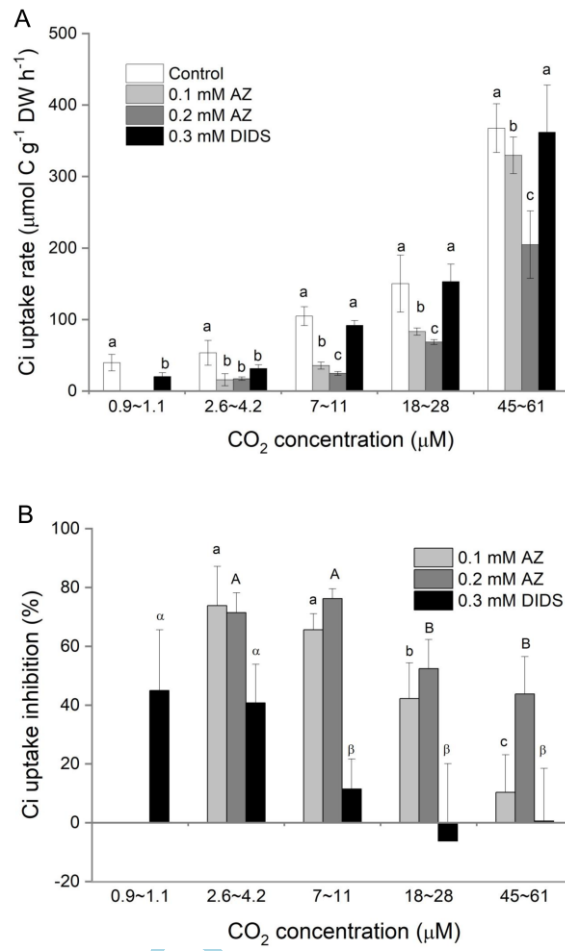 A
500
Control
0.1 mM AZ
0.2 mM AZ
0.3 mM DIDS
400
300
200
100
0
Ci uptake rate (μmol C g⁻¹ DW h⁻¹)
a b
a b b b
a b c a
a b c a
a b c a
0.9~1.1 2.6~4.2 7~11 18~28 45~61
CO₂ concentration (μM)
B
100
80
60
40
20
0
-20
Ci uptake inhibition (%)
0.1 mM AZ
0.2 mM AZ
0.3 mM DIDS
α
a A α
a A β
b B β
c B β
0.9~1.1 2.6~4.2 7~11 18~28 45~61
CO₂ concentration (μM)